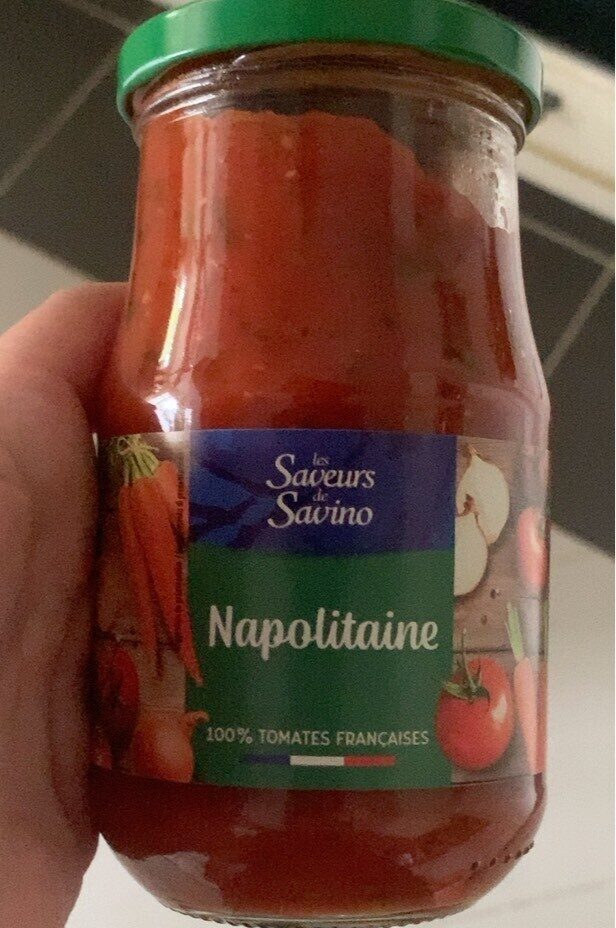 les
Saveurs
de
Savino
Napolitaine
100% TOMATES FRANÇAISES